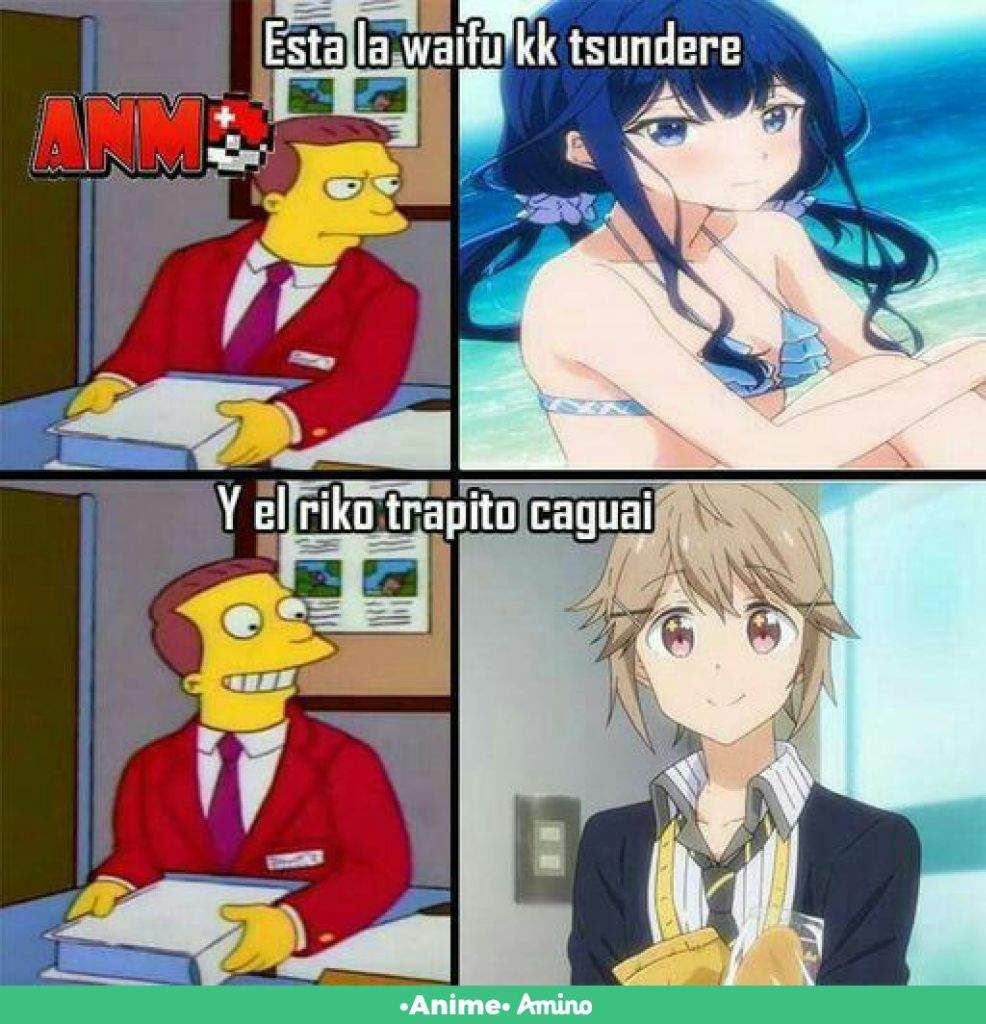 Esta la waifu kk tsundere
ANM
Y el riko trapito caguai
•Anime• Amino